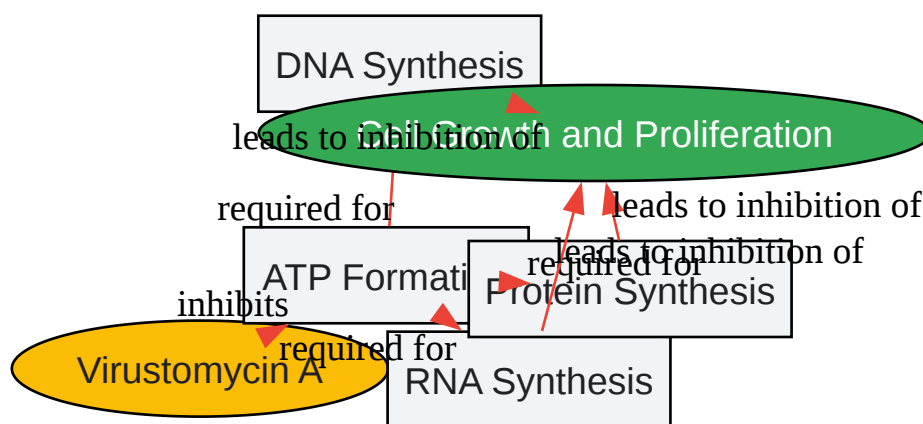 DNA Synthesis
Cell Growth and Proliferation
leads to inhibition of
required for
leads to inhibition of
leads to inhibition of
required for
ATP Formati
Protein Synthesis
inhibits
required for
Virustomycin A
RNA Synthesis